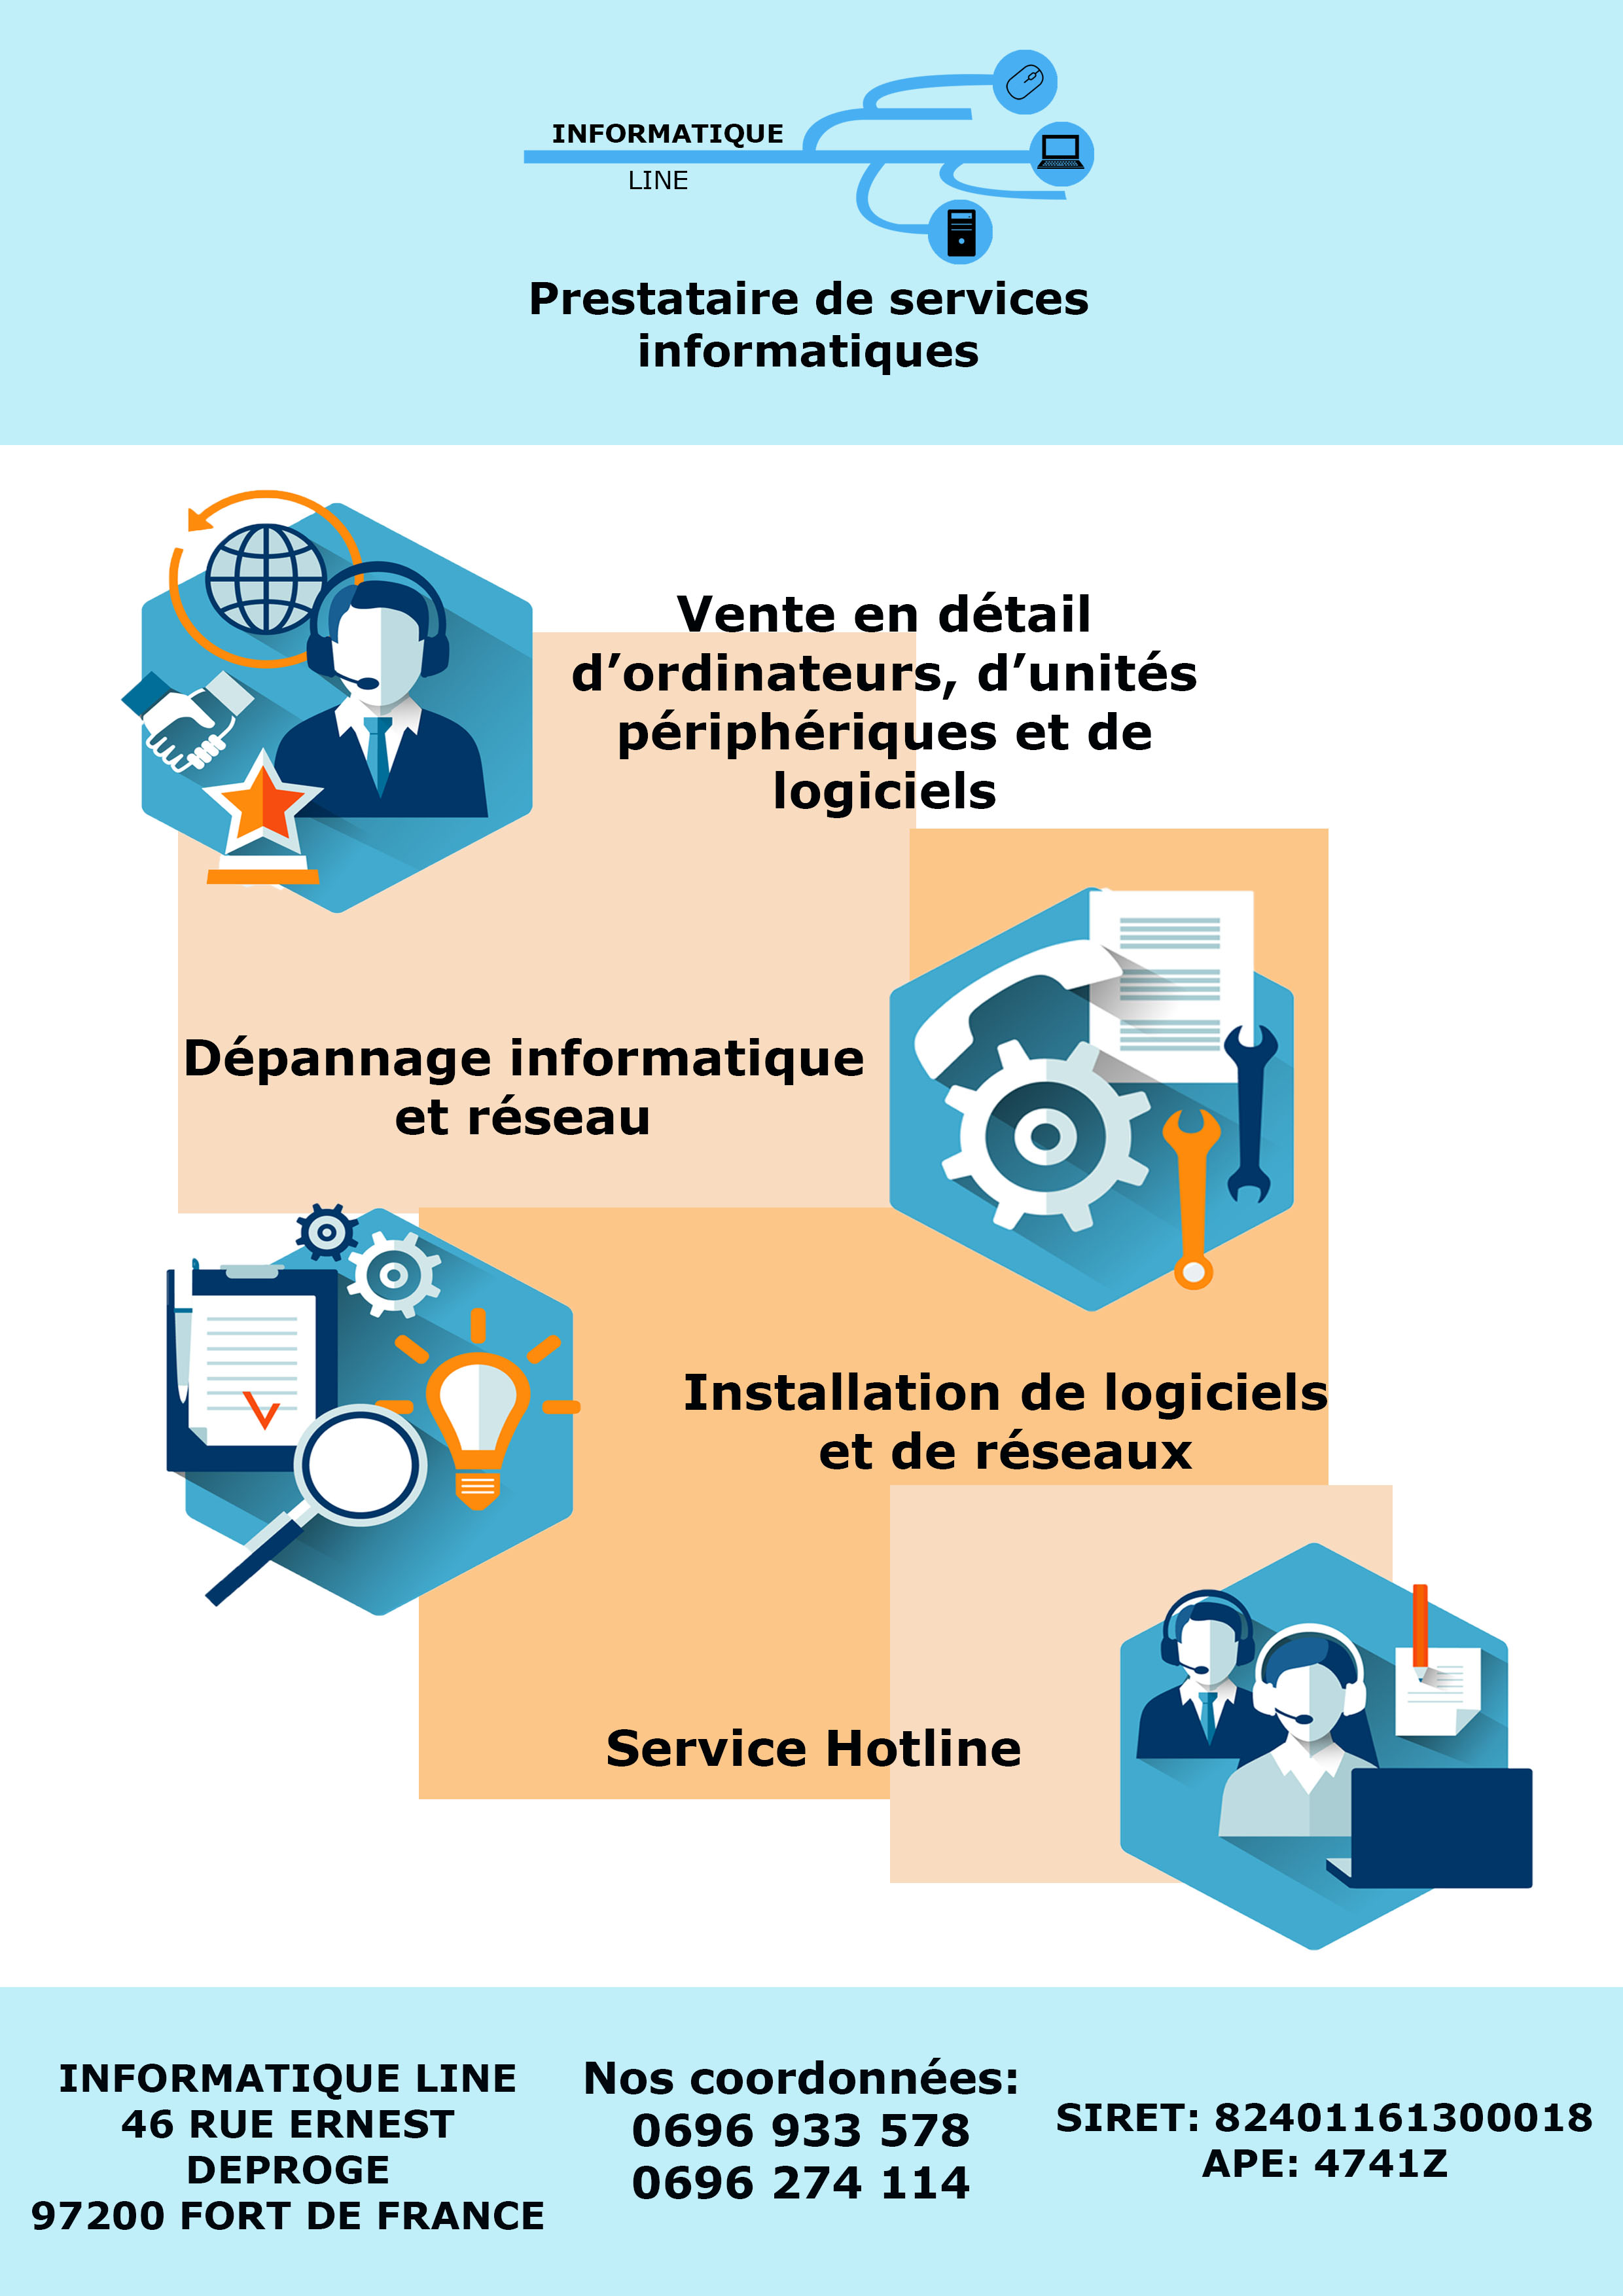 INFORMATIQUE
LINE
Prestataire de services
informatiques
Vente en détail
d’ordinateurs, d’unités
périphériques et de
logiciels
Dépannage informatique
et réseau
Installation de logiciels
et de réseaux
Service Hotline
INFORMATIQUE LINE
46 RUE ERNEST
DEPROGE
97200 FORT DE FRANCE
Nos coordonnées:
0696 933 578
0696 274 114
SIRET: 82401161300018
APE: 4741Z